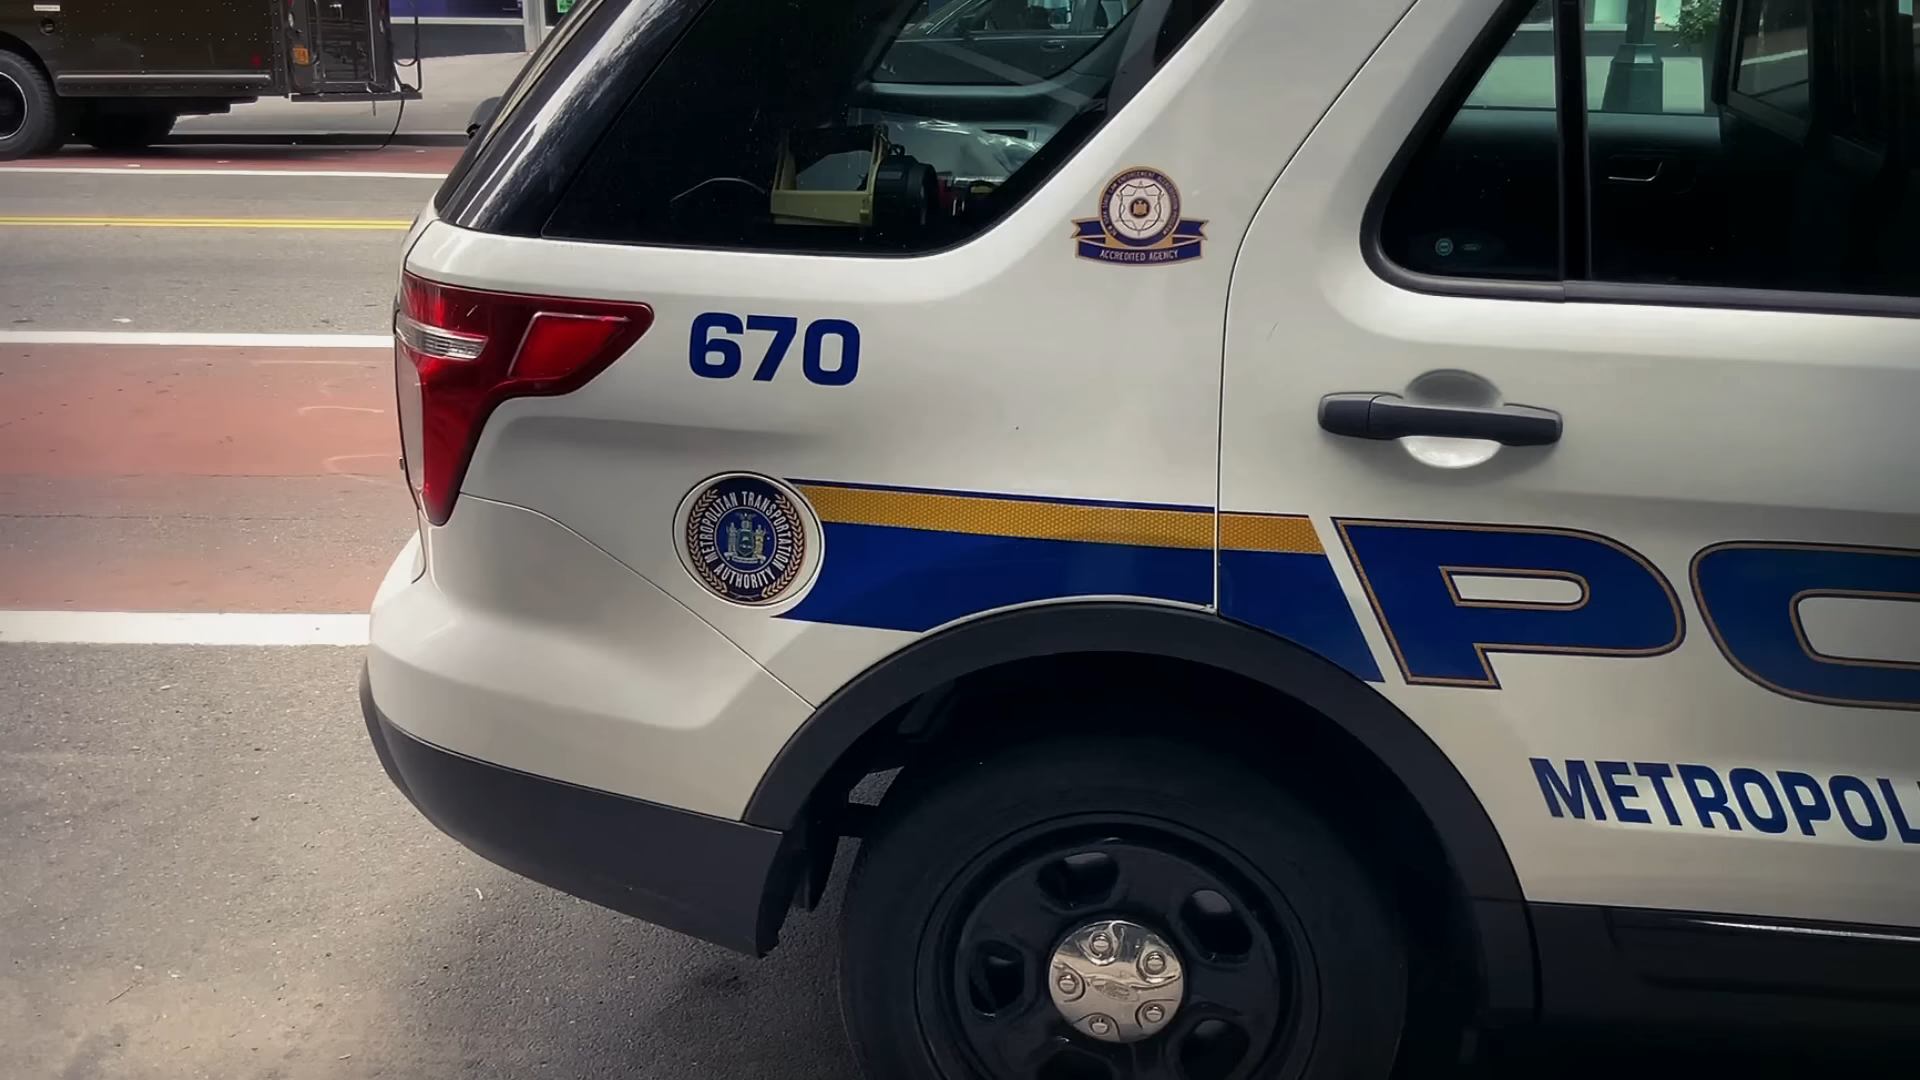 670
ACCREDITED AGENCY
METROPOLITAN TRANSPORTATION
AUTHORITY
PO
METROPOL